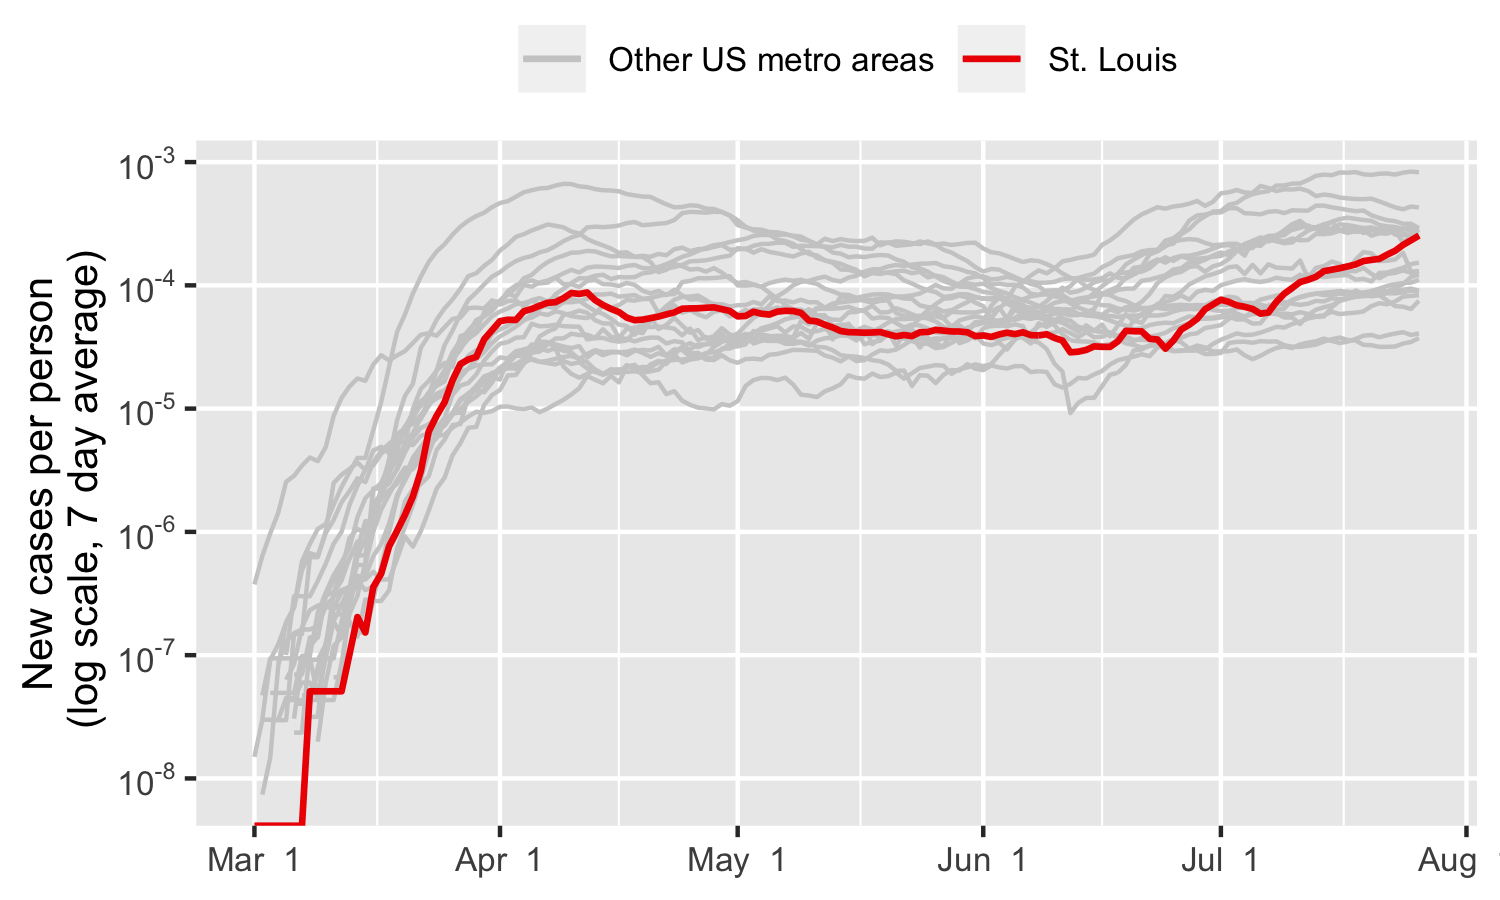 Other US metro areas St. Louis
10-3
10-4
10-5
10-6
10-7
10-8
New cases per person
(log scale, 7 day average)
Mar 1 Apr 1 May 1 Jun 1 Jul 1 Aug